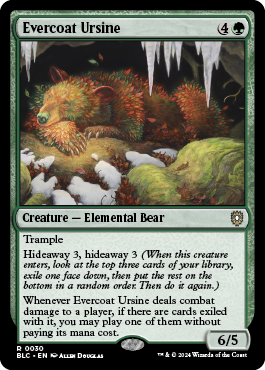 Evercoat Ursine 4
Creature — Elemental Bear
Trample
Hideaway 3, hideaway 3 (When this creature
enters, look at the top three cards of your library,
exile one face down, then put the rest on the
bottom in a random order. Then do it again.)
Whenever Evercoat Ursine deals combat
damage to a player, if there are cards exiled
with it, you may play one of them without
paying its mana cost.
6/5
R 0030
BLC • EN Allen Douglas
™ & © 2024 Wizards of the Coast